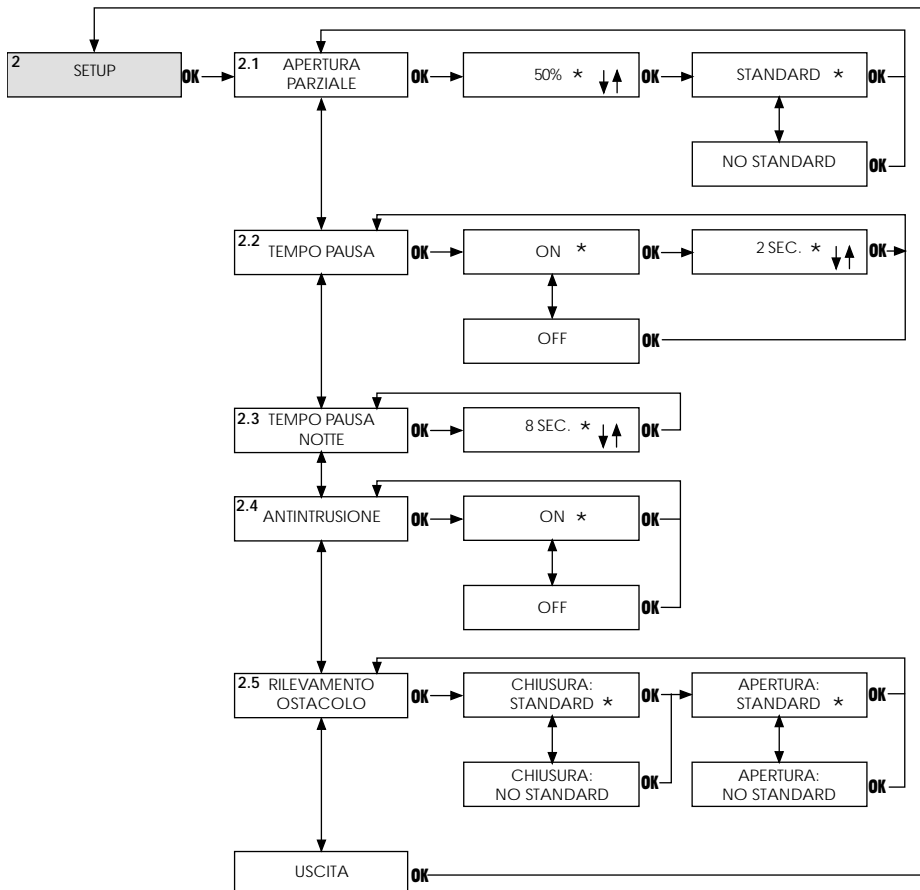 2
SETUP
OK
2.1
APERTURA
PARZIALE
OK
50% *
OK
STANDARD *
OK
NO STANDARD
OK
2.2
TEMPO PAUSA
OK
ON *
OK
2 SEC. *
OK
OFF
OK
2.3
TEMPO PAUSA
NOTTE
OK
8 SEC. *
OK
2.4
ANTINTRUSIONE
OK
ON *
OK
OFF
OK
2.5
RILEVAMENTO
OSTACOLO
OK
CHIUSURA:
STANDARD *
OK
APERTURA:
STANDARD *
OK
CHIUSURA:
NO STANDARD
OK
APERTURA:
NO STANDARD
OK
USCITA
OK